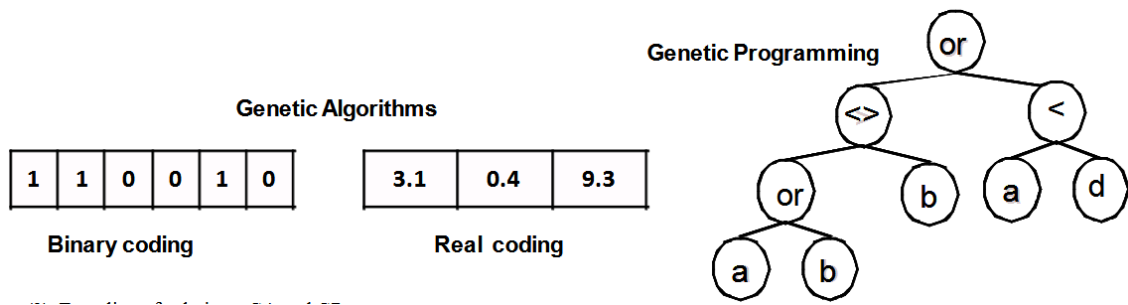 Genetic Algorithms
1 1 0 0 1 0
Binary coding
3.1 0.4 9.3
Real coding
Genetic Programming
or
<> <
or b a d
a b